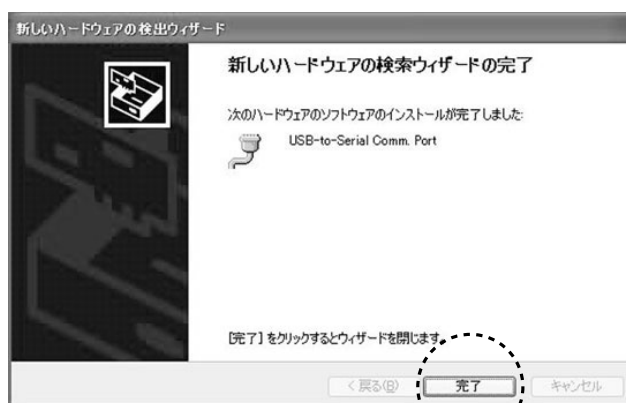 新しいハードウェアの検出ウィザード
新しいハードウェアの検索ウィザードの完了
次のハードウェアのソフトウェアのインストールが完了しました:
USB-to-Serial Comm. Port
[完了] をクリックするとウィザードを閉じます。
< 戻る(B)
完了
キャンセル